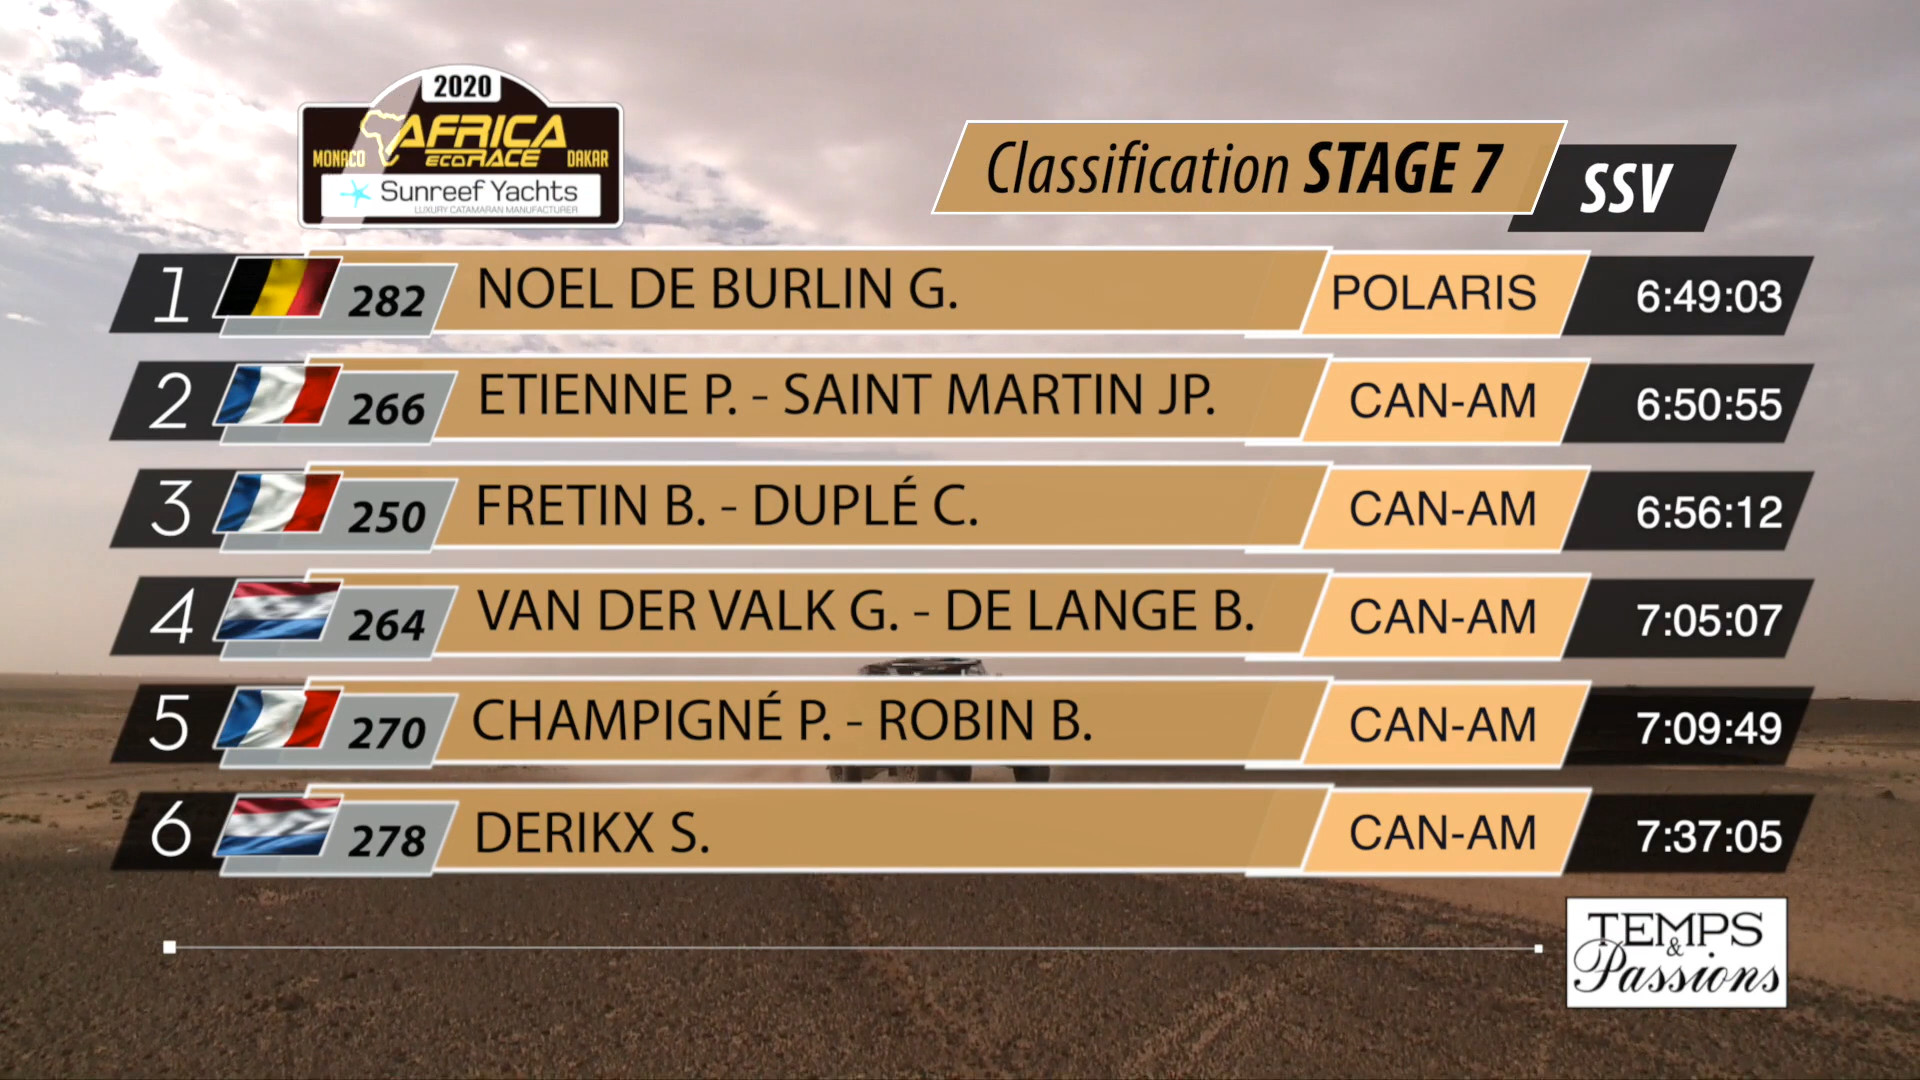 2020
AFRICA
MONACO ECORACE DAKAR
Sunreef Yachts
LUXURY CATAMARAN MANUFACTURER
Classification STAGE 7
SSV
1 282 NOEL DE BURLIN G. POLARIS 6:49:03
2 266 ETIENNE P. - SAINT MARTIN JP. CAN-AM 6:50:55
3 250 FRETIN B. - DUPLÉ C. CAN-AM 6:56:12
4 264 VAN DER VALK G. - DE LANGE B. CAN-AM 7:05:07
5 270 CHAMPIGNÉ P. - ROBIN B. CAN-AM 7:09:49
6 278 DERIKX S. CAN-AM 7:37:05
TEMPS
&
Passions